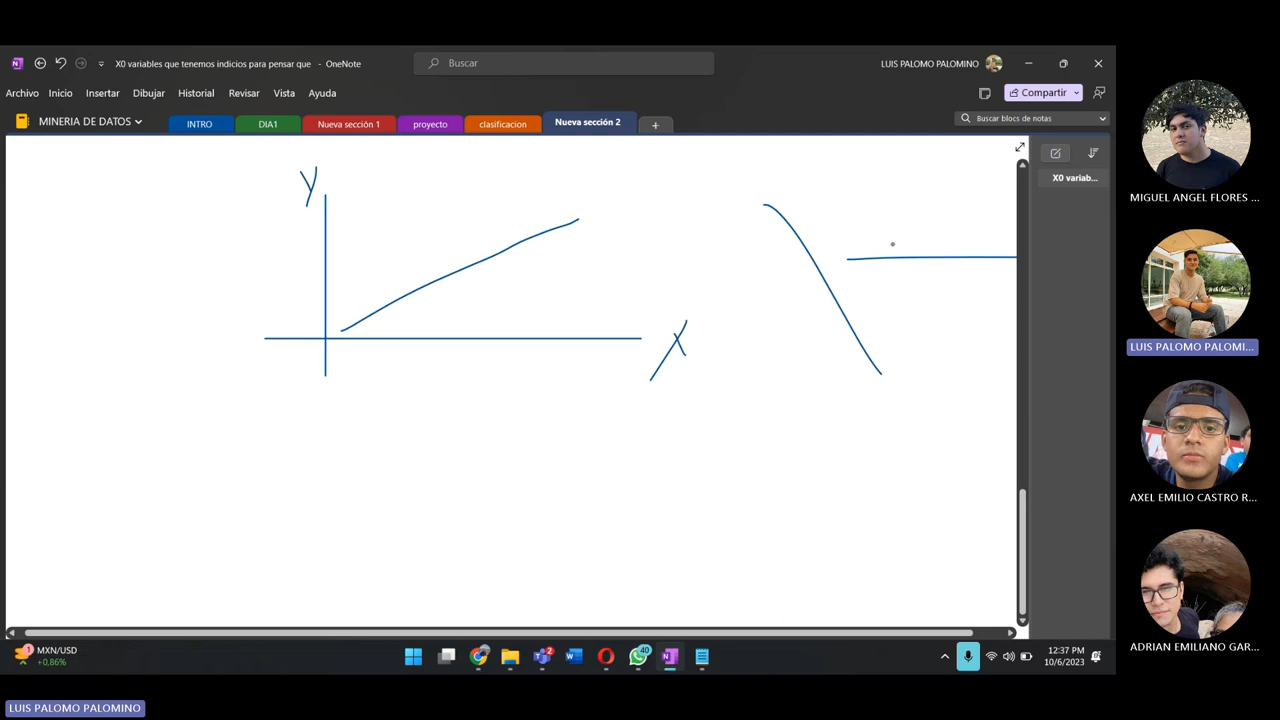 X0 variables que tenemos indicios para pensar que - OneNote
Buscar
LUIS PALOMO PALOMINO
Archivo Inicio Insertar Dibujar Historial Revisar Vista Ayuda
Compartir
MINERIA DE DATOS
INTRO DIA1 Nueva sección 1 proyecto clasificacion Nueva sección 2 +
Buscar blocs de notas
X0 variab...
y
x
MIGUEL ANGEL FLORES ...
LUIS PALOMO PALOMI...
AXEL EMILIO CASTRO R...
ADRIAN EMILIANO GAR...
1
MXN/USD
+0,86%
2
40
12:37 PM
10/6/2023
LUIS PALOMO PALOMINO